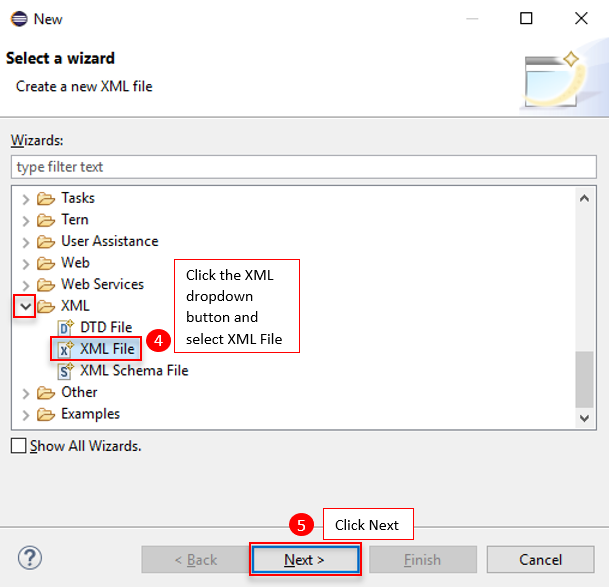 New
Select a wizard
Create a new XML file
Wizards:
type filter text
Tasks
Tern
User Assistance
Web
Web Services
XML
DTD File
XML File
XML Schema File
Other
Examples
4
Click the XML
dropdown
button and
select XML File
Show All Wizards.
5
Click Next
?
< Back
Next >
Finish
Cancel